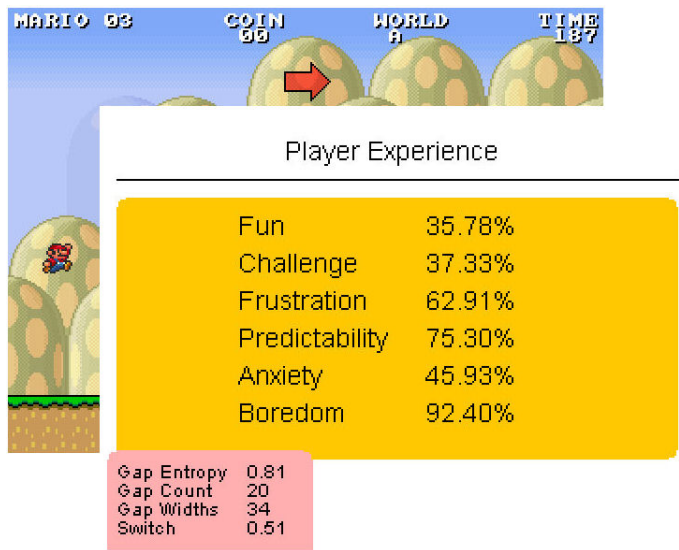 MARIO 03 COIN WORLD TIME
00 A 187
Player Experience
Fun 35.78%
Challenge 37.33%
Frustration 62.91%
Predictability 75.30%
Anxiety 45.93%
Boredom 92.40%
Gap Entropy 0.81
Gap Count 20
Gap Widths 34
Switch 0.51